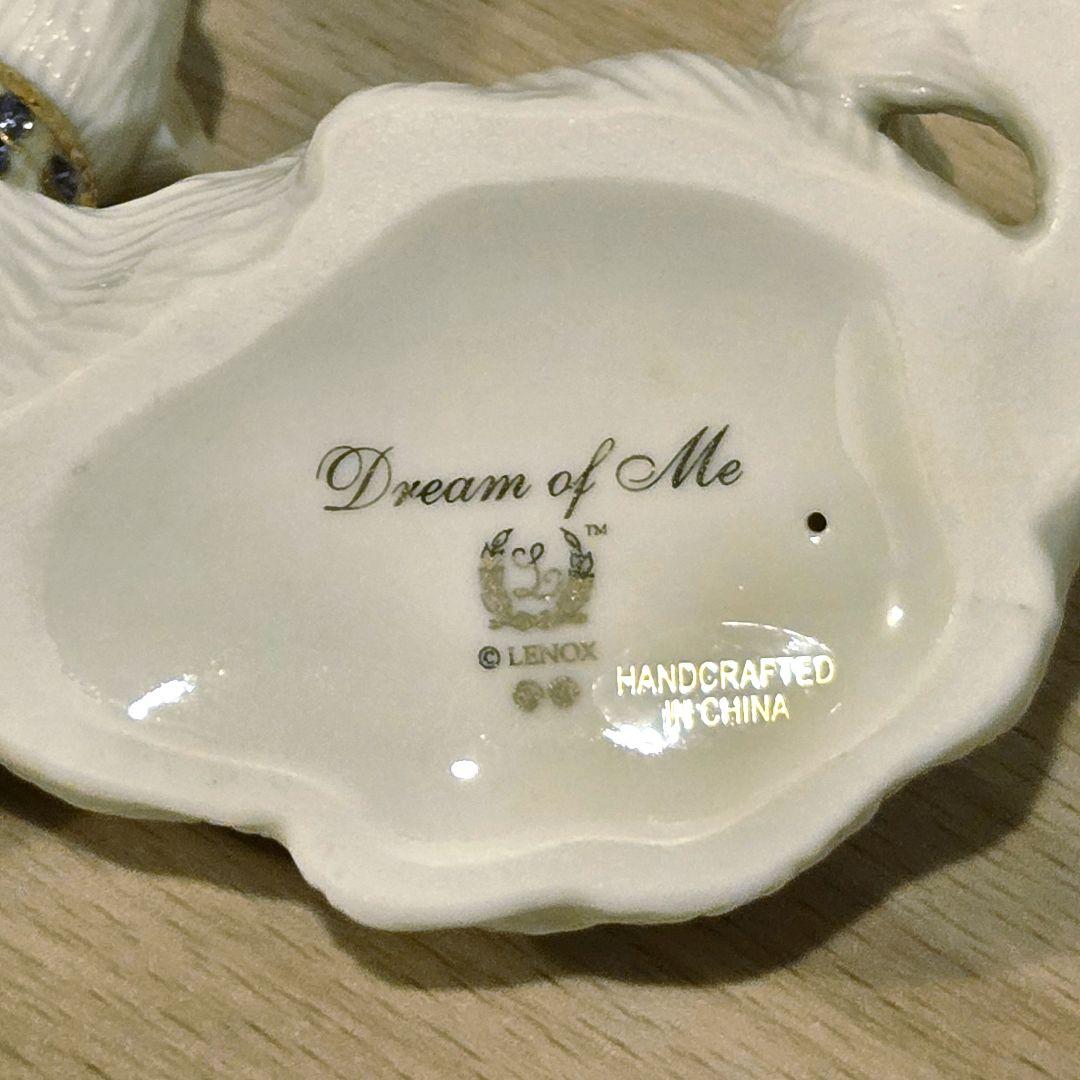 Dream of Me
L ™
© LENOX
HANDCRAFTED
IN CHINA